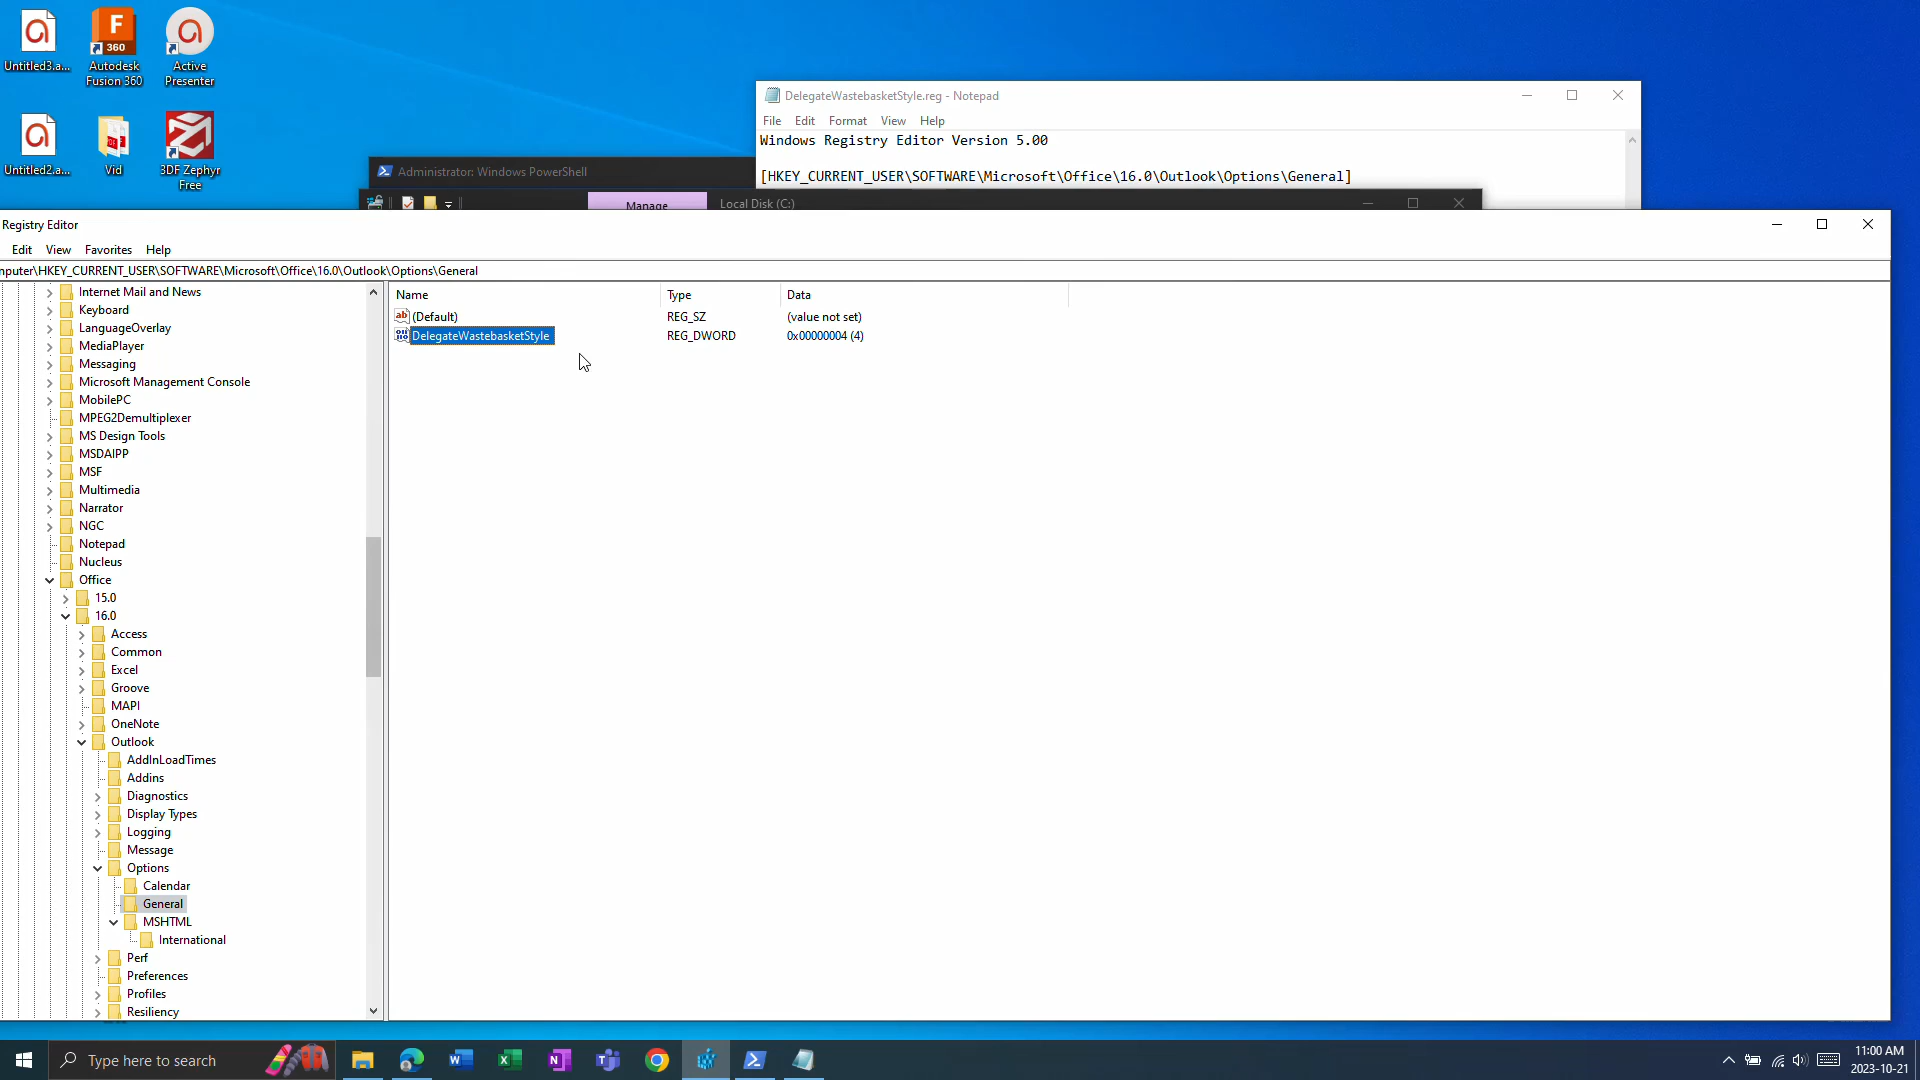 Untitled3.a...
F
360
Autodesk
Fusion 360
Active
Presenter
Untitled2.a...
Vid
3DF Zephyr
Free
DelegateWastebasketStyle.reg - Notepad
File Edit Format View Help
Windows Registry Editor Version 5.00
[HKEY_CURRENT_USER\SOFTWARE\Microsoft\Office\16.0\Outlook\Options\General]
Administrator: Windows PowerShell
Manage
Local Disk (C:)
Registry Editor
Edit View Favorites Help
nputer\HKEY_CURRENT_USER\SOFTWARE\Microsoft\Office\16.0\Outlook\Options\General
Internet Mail and News
Keyboard
LanguageOverlay
MediaPlayer
Messaging
Microsoft Management Console
MobilePC
MPEG2Demultiplexer
MS Design Tools
MSDAIPP
MSF
Multimedia
Narrator
NGC
Notepad
Nucleus
Office
15.0
16.0
Access
Common
Excel
Groove
MAPI
OneNote
Outlook
AddInLoadTimes
Addins
Diagnostics
Display Types
Logging
Message
Options
Calendar
General
MSHTML
International
Perf
Preferences
Profiles
Resiliency
Name Type Data
(Default) REG_SZ (value not set)
DelegateWastebasketStyle REG_DWORD 0x00000004 (4)
Type here to search
11:00 AM
2023-10-21